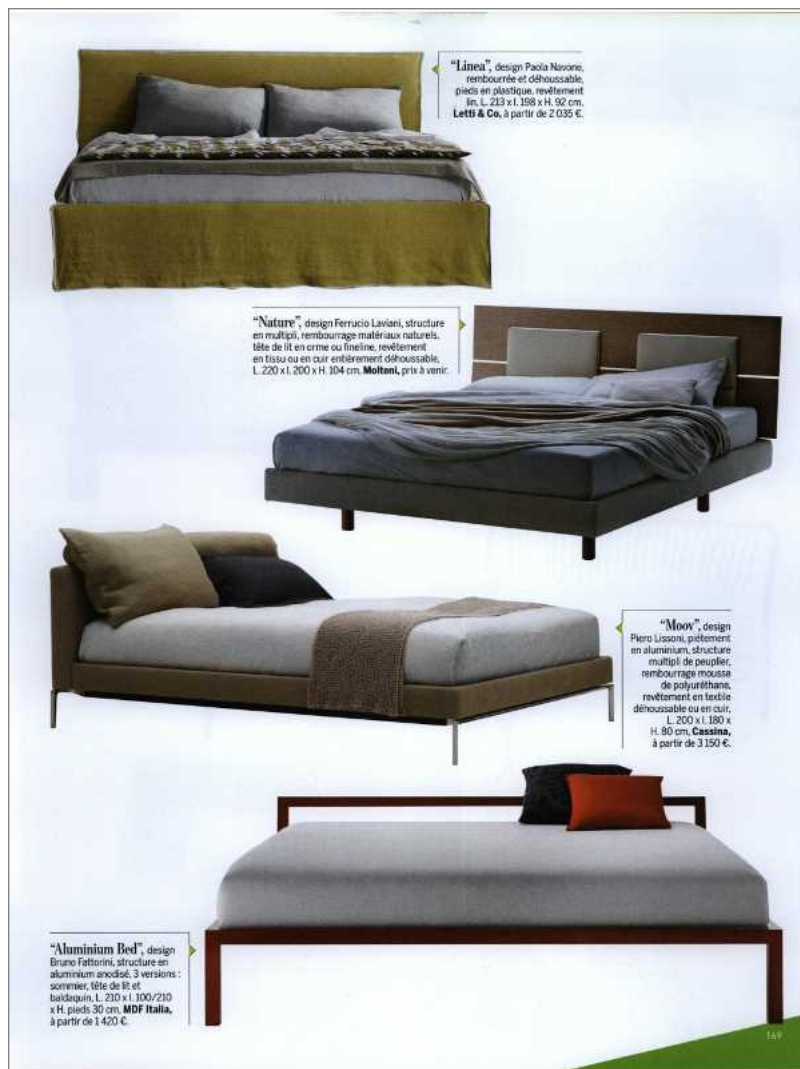 “Linea”, design Paola Navone,
rembourrée et déhoussable,
pieds en plastique, revêtement
lin, L. 213 x l. 198 x H. 92 cm,
Letti & Co, à partir de 2 035 €.
“Nature”, design Ferrucio Laviani, structure
en multipli, rembourrage matériaux naturels,
tête de lit en orme ou fineline, revêtement
en tissu ou en cuir entièrement déhoussable,
L. 220 x l. 200 x H. 104 cm, Molteni, prix à venir.
“Moov”, design
Piero Lissoni, piétement
en aluminium, structure
multipli de peuplier,
rembourrage mousse
de polyuréthane,
revêtement en textile
déhoussable ou en cuir,
L. 200 x l. 180 x
H. 80 cm, Cassina,
à partir de 3 150 €.
“Aluminium Bed”, design
Bruno Fattorini, structure en
aluminium anodisé, 3 versions :
sommier, tête de lit et
baldaquin, L. 210 x l. 100/210
x H. pieds 30 cm, MDF Italia,
à partir de 1 420 €.
169